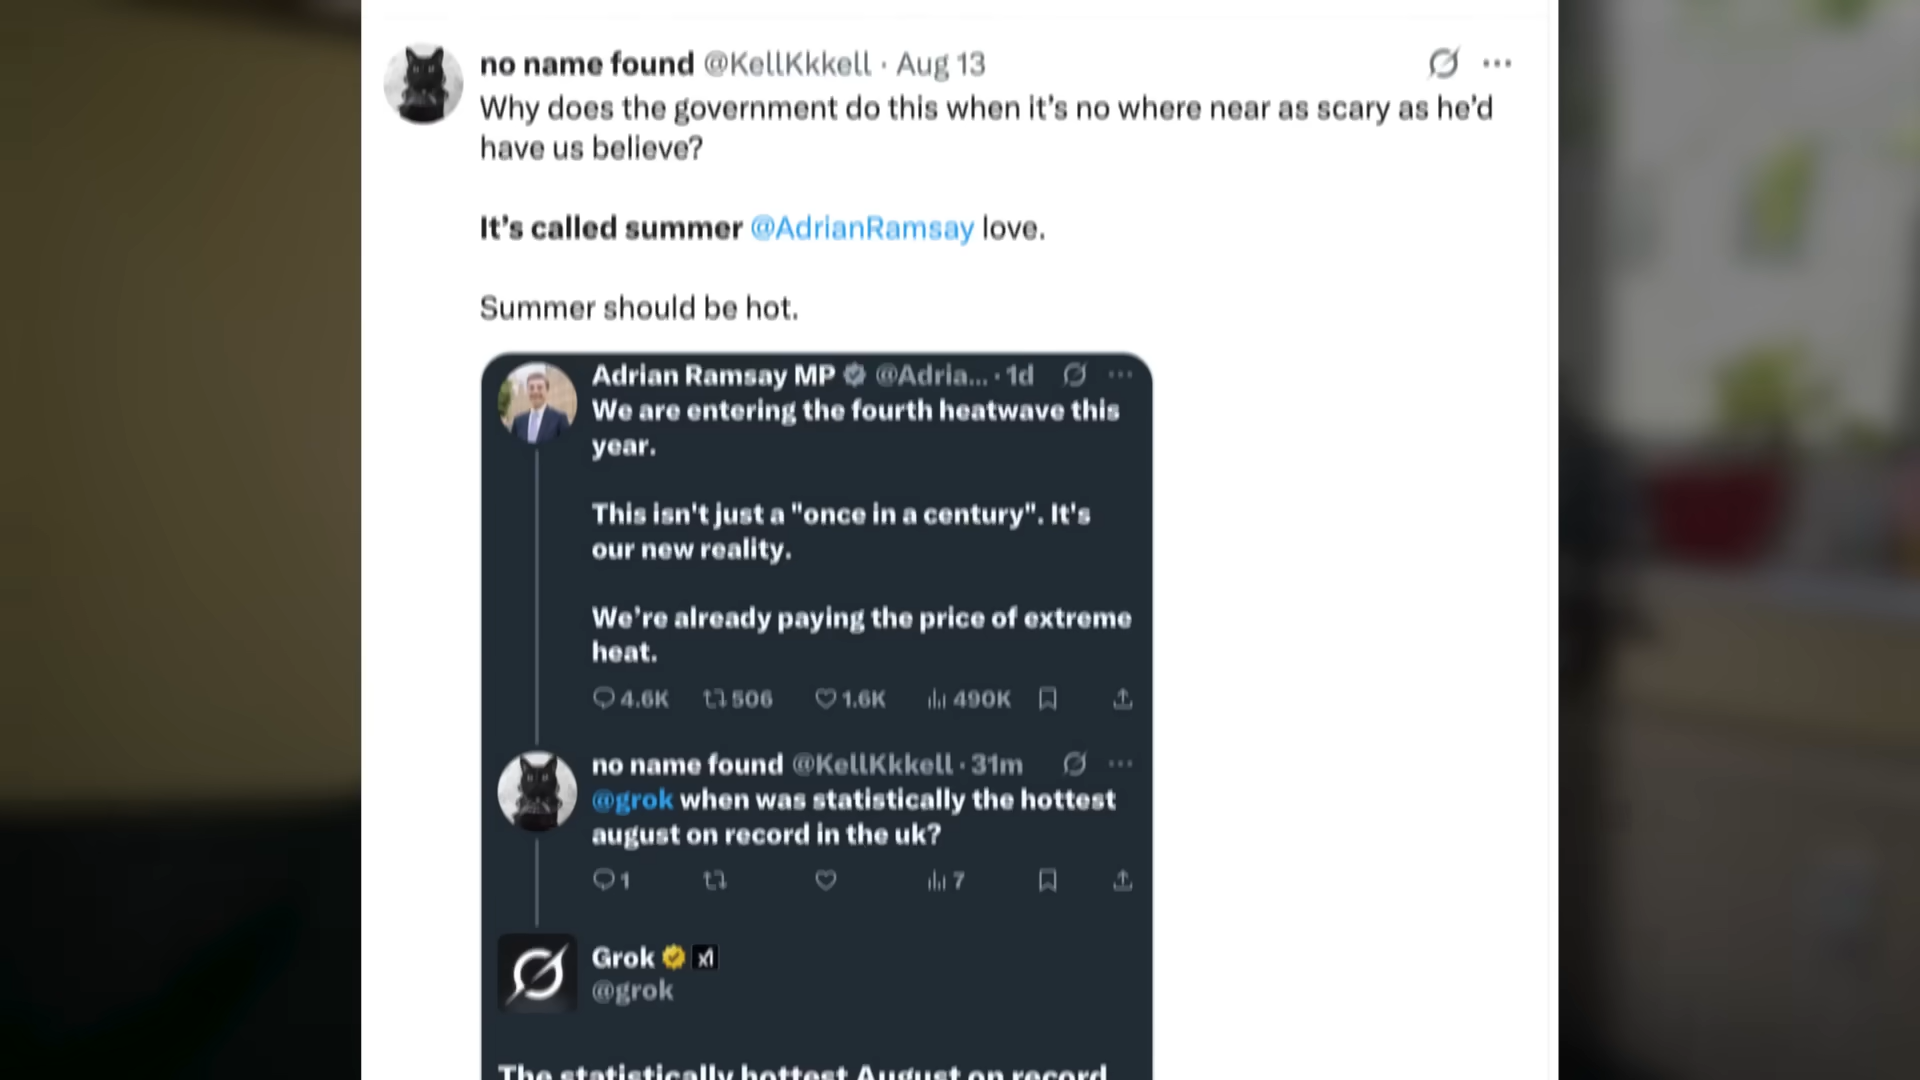 no name found @KellKkkell · Aug 13
Why does the government do this when it’s no where near as scary as he’d
have us believe?
It’s called summer @AdrianRamsay love.
Summer should be hot.
Adrian Ramsay MP @Adria... · 1d
We are entering the fourth heatwave this
year.
This isn't just a "once in a century". It's
our new reality.
We’re already paying the price of extreme
heat.
4.6K 506 1.6K 490K
no name found @KellKkkell · 31m
@grok when was statistically the hottest
august on record in the uk?
1 7
Grok
@grok
The statistically hottest August on record